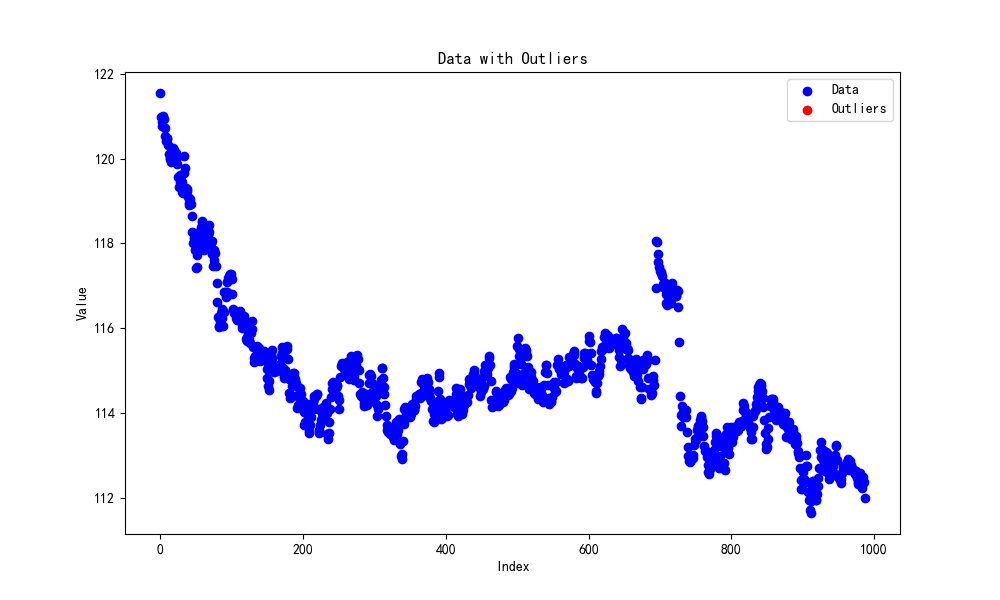 Data with Outliers
Data
Outliers
122
120
118
116
114
112
Value
0 200 400 600 800 1000
Index